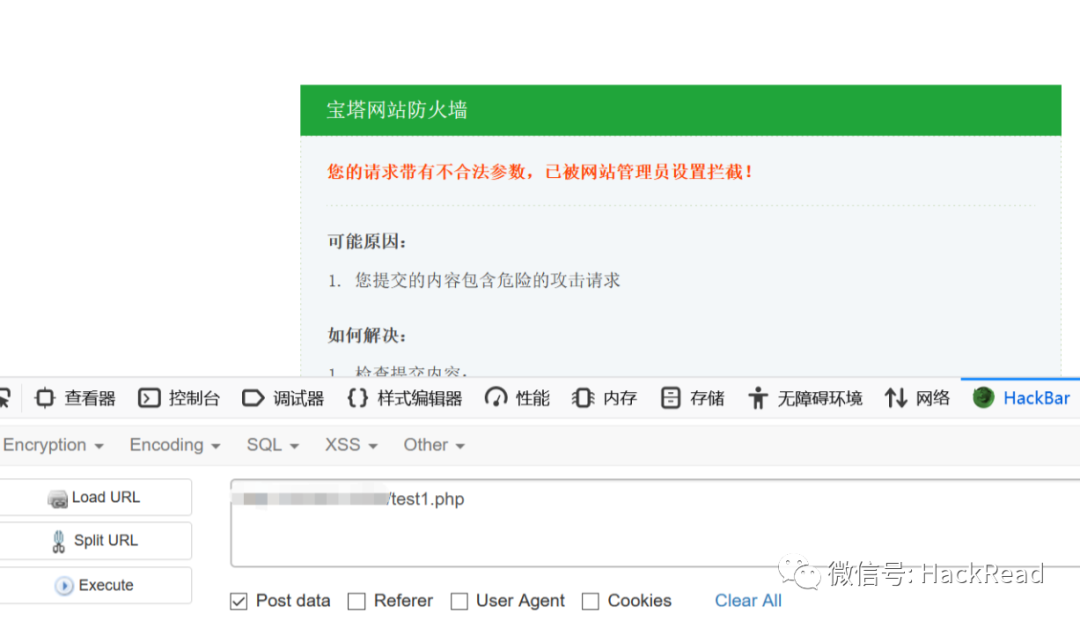 宝塔网站防火墙
您的请求带有不合法参数，已被网站管理员设置拦截！
可能原因：
1. 您提交的内容包含危险的攻击请求
如何解决：
1. 检查提交内容；
查看器 控制台 调试器 样式编辑器 性能 内存 存储 无障碍环境 网络 HackBar
Encryption Encoding SQL XSS Other
Load URL
/test1.php
Split URL
Execute
Post data Referer User Agent Cookies Clear All
微信号: HackRead